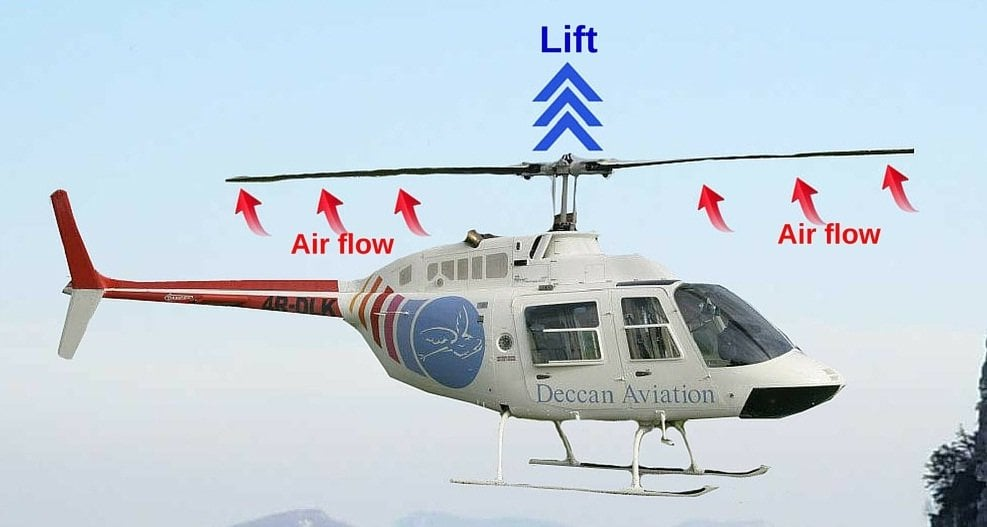 Lift
Air flow
Air flow
4R-DLK
Deccan Aviation